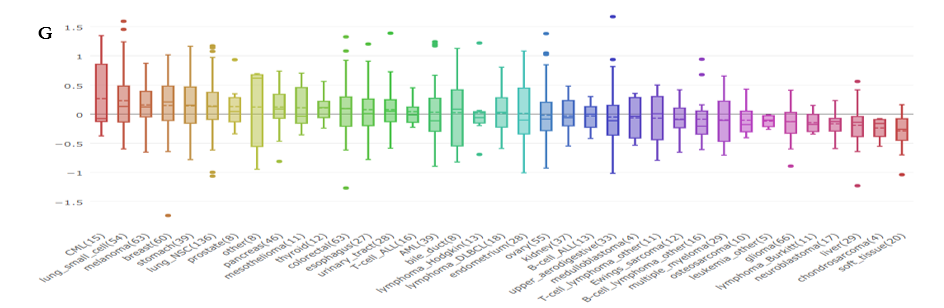 G
1.5
1
0.5
0
−0.5
−1
−1.5
CML(15)
lung_small_cell(54)
melanoma(63)
breast(60)
stomach(39)
lung_NSC(136)
prostate(8)
other(8)
pancreas(46)
mesothelioma(11)
thyroid(12)
colorectal(63)
esophagus(27)
urinary_tract(28)
T-cell_ALL(16)
AML(39)
bile_duct(8)
lymphoma_Hodgkin(13)
lymphoma_DLBCL(18)
endometrium(28)
ovary(55)
kidney(37)
B-cell_ALL(13)
upper_aerodigestive(33)
medulloblastoma(4)
T-cell_lymphoma_other(11)
Ewings_sarcoma(12)
B-cell_lymphoma_other(16)
multiple_myeloma(29)
osteosarcoma(10)
leukemia_other(5)
glioma(66)
lymphoma_Burkitt(11)
neuroblastoma(17)
liver(29)
chondrosarcoma(4)
soft_tissue(20)